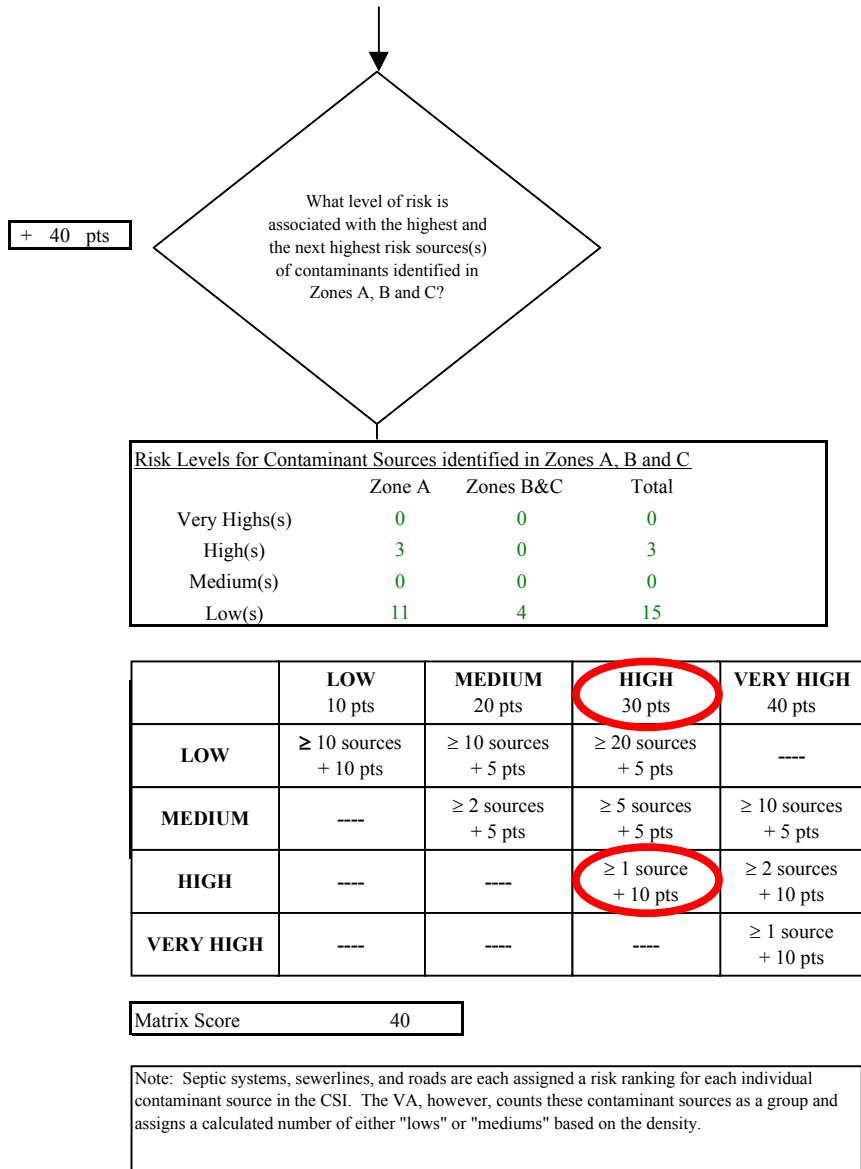 What level of risk is
associated with the highest and
the next highest risk sources(s)
of contaminants identified in
Zones A, B and C?
+ 40 pts
Risk Levels for Contaminant Sources identified in Zones A, B and C
Zone A Zones B&C Total
Very Highs(s) 0 0 0
High(s) 3 0 3
Medium(s) 0 0 0
Low(s) 11 4 15
LOW MEDIUM HIGH VERY HIGH
10 pts 20 pts 30 pts 40 pts
LOW ≥ 10 sources + 10 pts ≥ 10 sources + 5 pts ≥ 20 sources + 5 pts ----
MEDIUM ---- ≥ 2 sources + 5 pts ≥ 5 sources + 5 pts ≥ 10 sources + 5 pts
HIGH ---- ---- ≥ 1 source + 10 pts ≥ 2 sources + 10 pts
VERY HIGH ---- ---- ---- ≥ 1 source + 10 pts
Matrix Score 40
Note: Septic systems, sewerlines, and roads are each assigned a risk ranking for each individual
contaminant source in the CSI. The VA, however, counts these contaminant sources as a group and
assigns a calculated number of either "lows" or "mediums" based on the density.